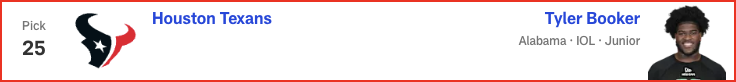 Pick
25
Houston Texans
Tyler Booker
Alabama · IOL · Junior